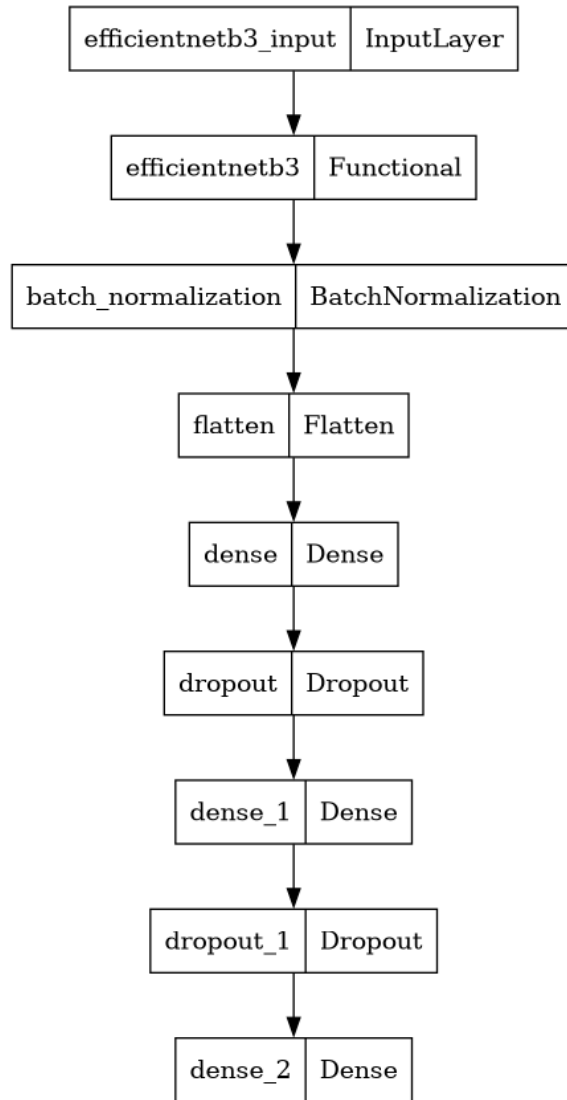 efficientnetb3_input InputLayer
efficientnetb3 Functional
batch_normalization BatchNormalization
flatten Flatten
dense Dense
dropout Dropout
dense_1 Dense
dropout_1 Dropout
dense_2 Dense